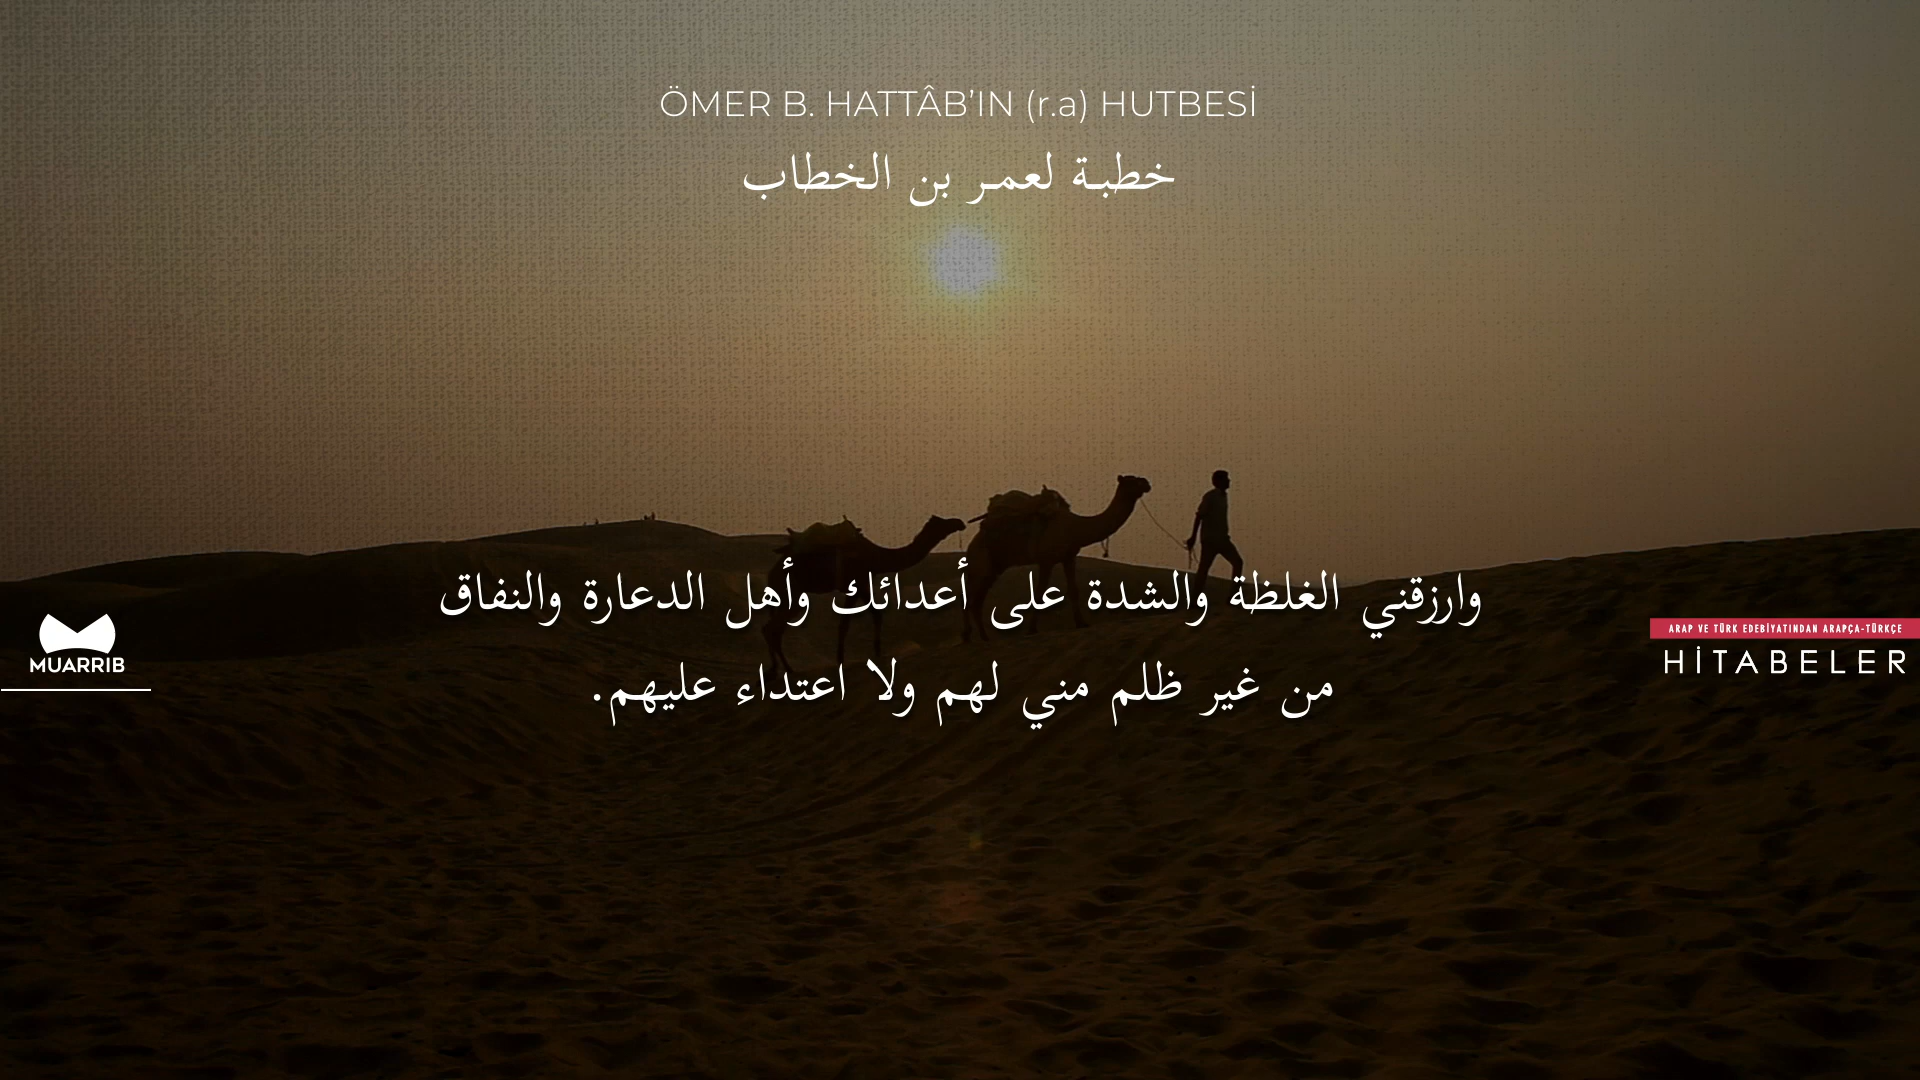 ÖMER B. HATTÂB’IN (r.a) HUTBESİ
خطبة لعمر بن الخطاب
وارزقني الغلظة والشدة على أعدائك وأهل الدعارة والنفاق
من غير ظلم مني لهم ولا اعتداء عليهم.
MUARRIB
ARAP VE TÜRK EDEBİYATINDAN ARAPÇA-TÜRKÇE
HİTABELER